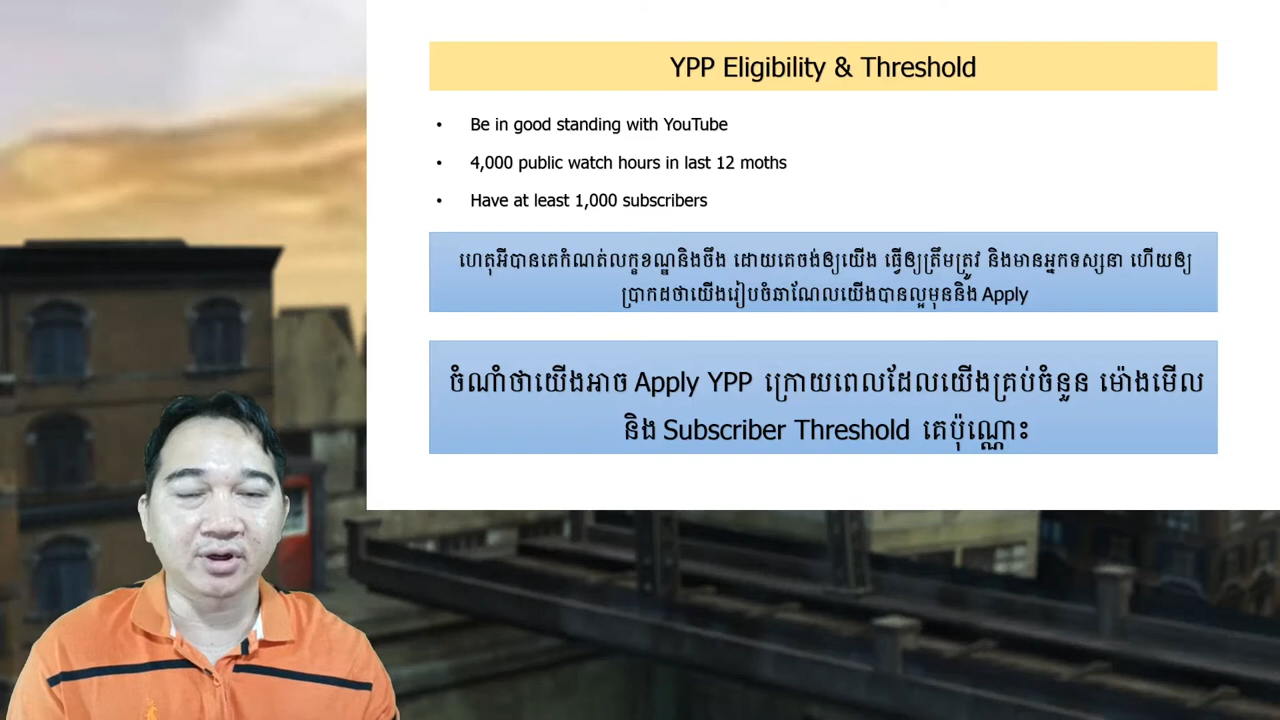 YPP Eligibility & Threshold
• Be in good standing with YouTube
• 4,000 public watch hours in last 12 moths
• Have at least 1,000 subscribers
ហេតុអីបានគេកំណត់លក្ខខណ្ឌនិងចឹង ដោយគេចង់ឲ្យយើង ធ្វើឲ្យត្រឹមត្រូវ និងមានអ្នកទស្សនា ហើយឲ្យ
ប្រាកដថាយើងរៀបចំឆាណែលយើងបានល្អមុននិង Apply
ចំណាំថាយើងអាច Apply YPP ក្រោយពេលដែលយើងគ្រប់ចំនួន ម៉ោងមើល
និង Subscriber Threshold គេប៉ុណ្ណោះ